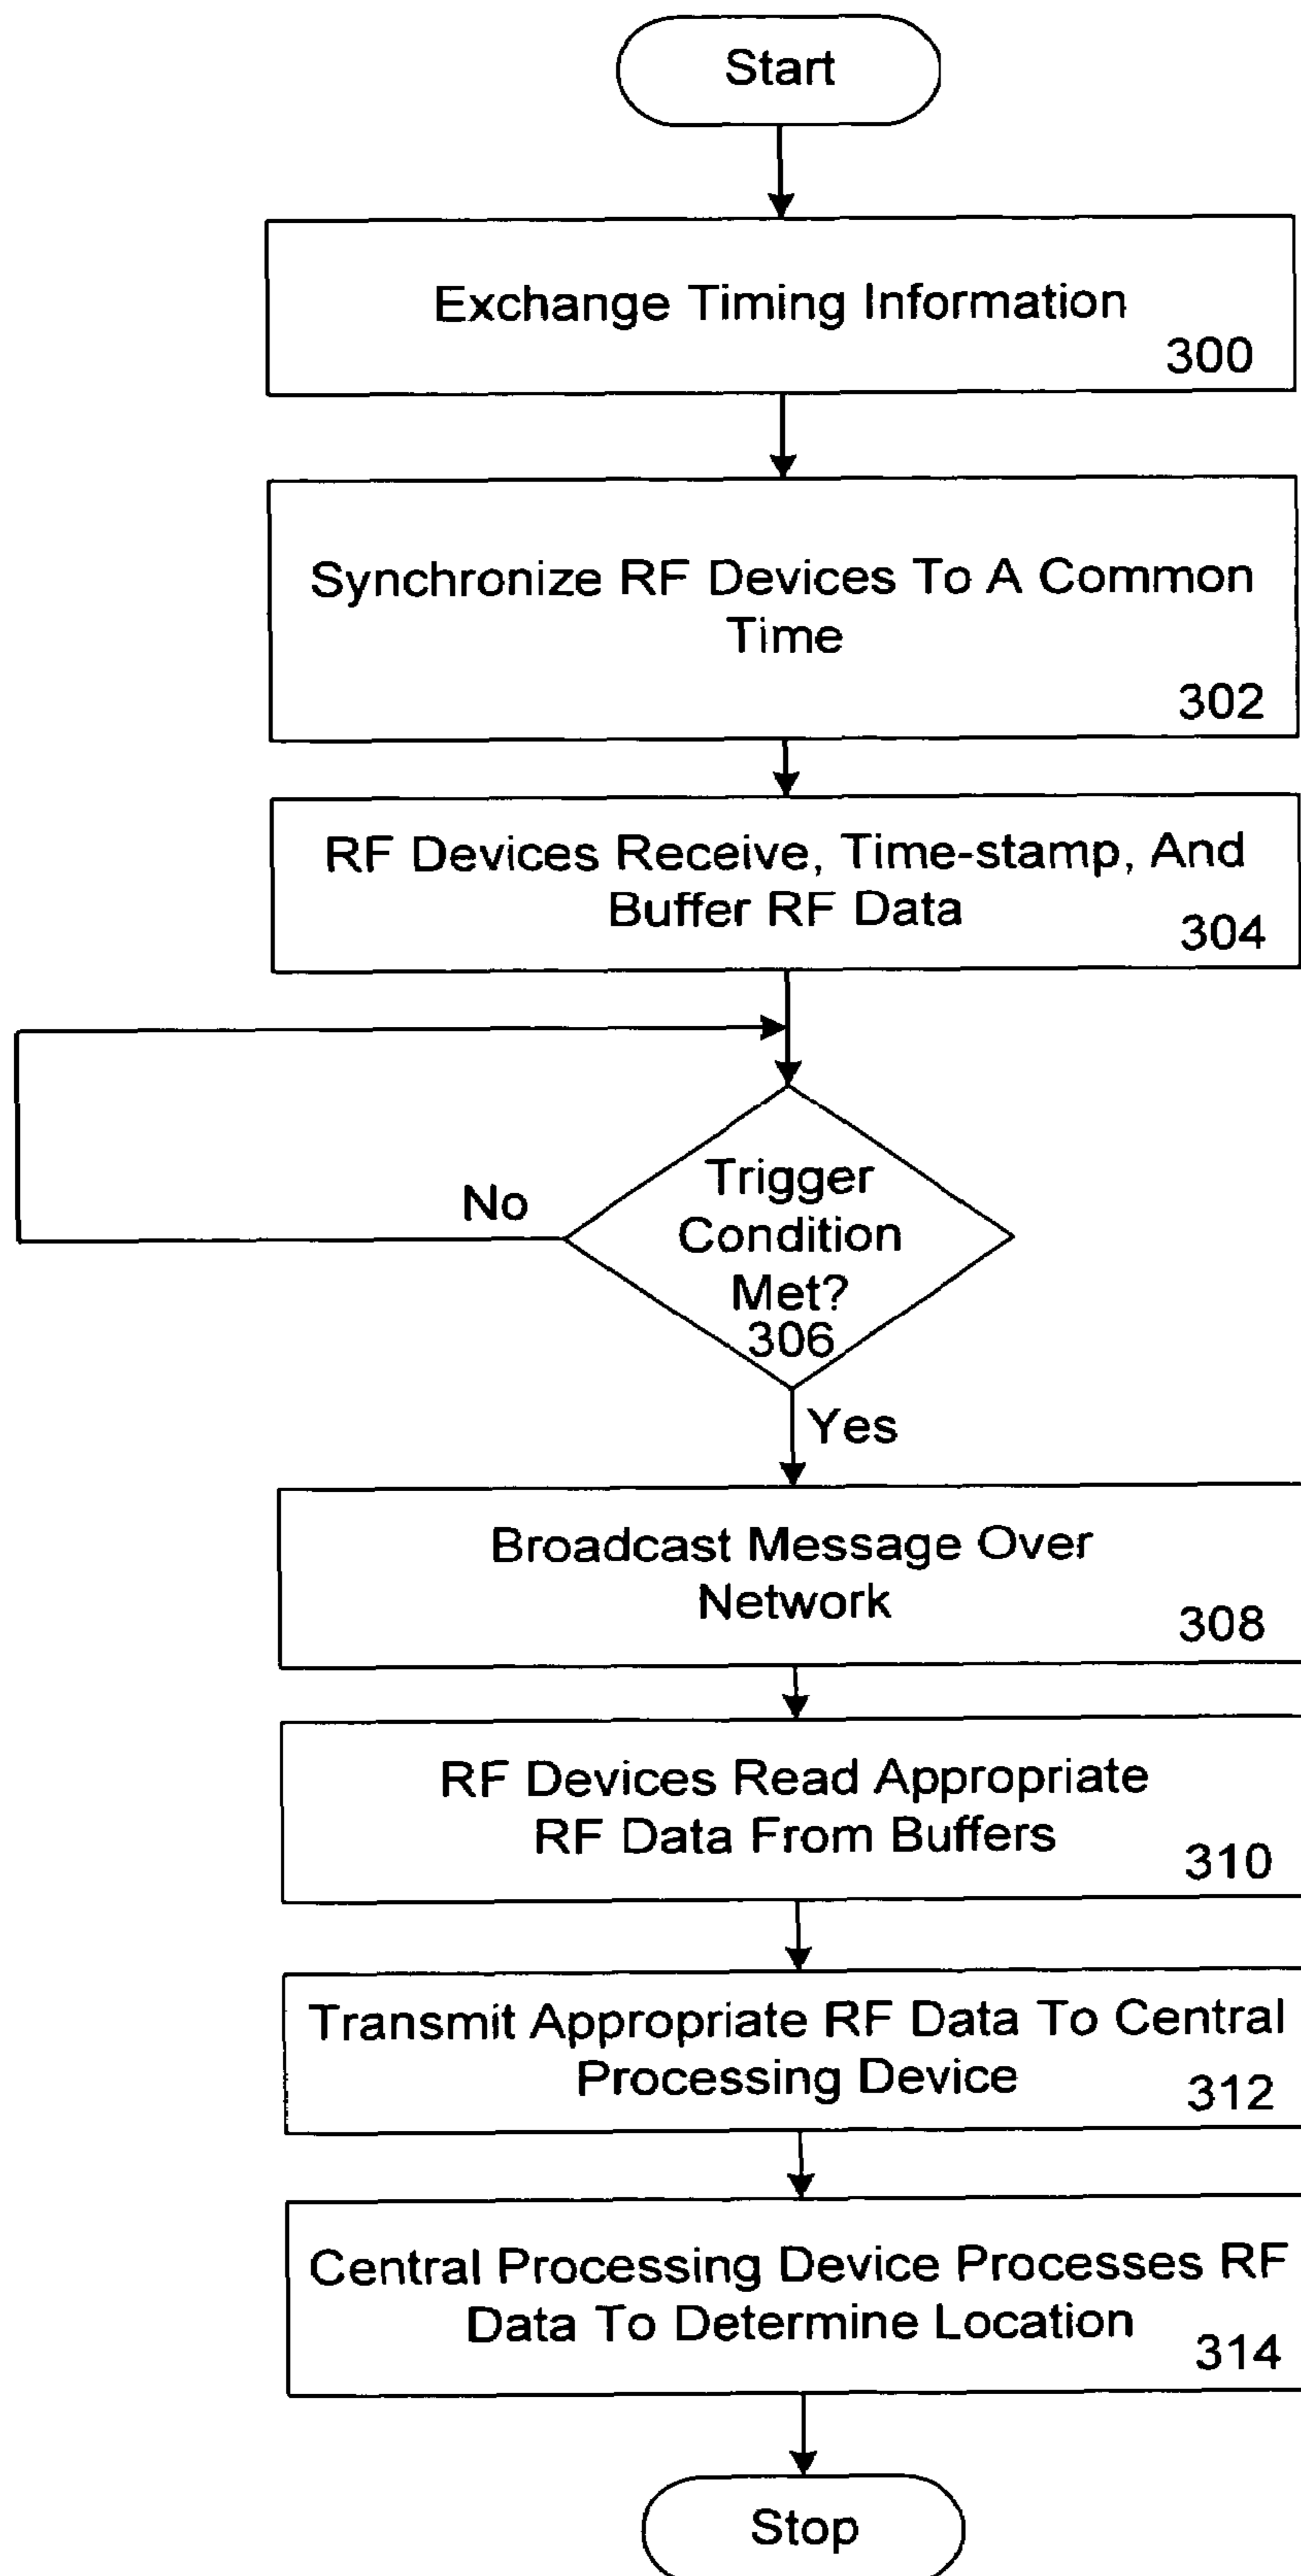 Start
Exchange Timing Information
300
Synchronize RF Devices To A Common
Time
302
RF Devices Receive, Time-stamp, And
Buffer RF Data
304
Trigger
Condition
Met?
306
No
Yes
Broadcast Message Over
Network
308
RF Devices Read Appropriate
RF Data From Buffers
310
Transmit Appropriate RF Data To Central
Processing Device
312
Central Processing Device Processes RF
Data To Determine Location
314
Stop